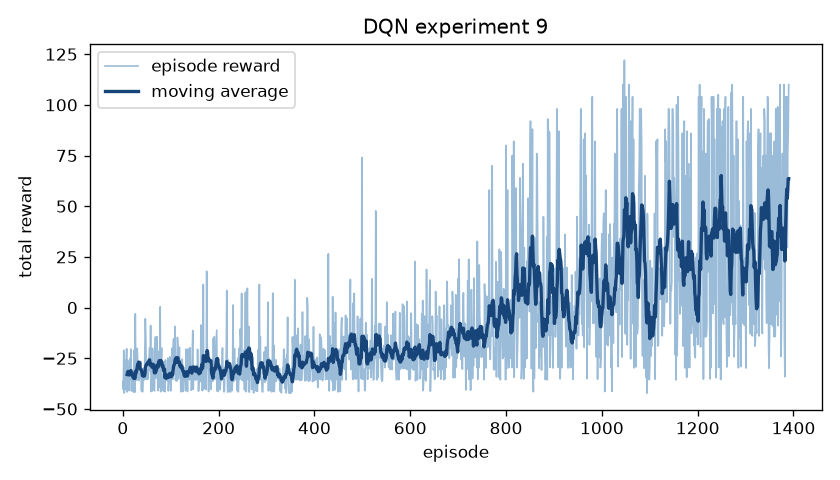 DQN experiment 9
episode reward
moving average
total reward
125
100
75
50
25
0
−25
−50
0 200 400 600 800 1000 1200 1400
episode